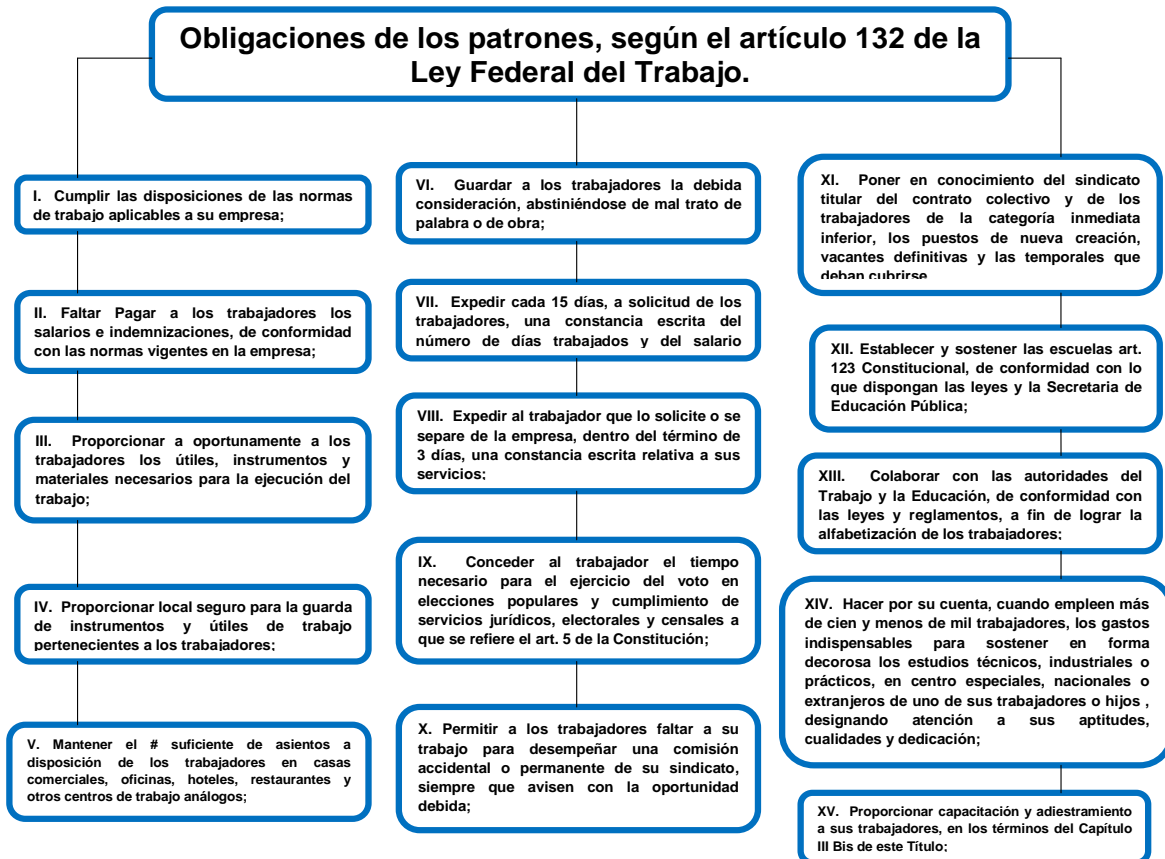 Obligaciones de los patrones, según el artículo 132 de la
Ley Federal del Trabajo.
I. Cumplir las disposiciones de las normas
de trabajo aplicables a su empresa;
II. Faltar Pagar a los trabajadores los
salarios e indemnizaciones, de conformidad
con las normas vigentes en la empresa;
III. Proporcionar a oportunamente a los
trabajadores los útiles, instrumentos y
materiales necesarios para la ejecución del
trabajo;
IV. Proporcionar local seguro para la guarda
de instrumentos y útiles de trabajo
pertenecientes a los trabajadores;
V. Mantener el # suficiente de asientos a
disposición de los trabajadores en casas
comerciales, oficinas, hoteles, restaurantes y
otros centros de trabajo análogos;
VI. Guardar a los trabajadores la debida
consideración, abstiniéndose de mal trato de
palabra o de obra;
VII. Expedir cada 15 días, a solicitud de los
trabajadores, una constancia escrita del
número de días trabajados y del salario
VIII. Expedir al trabajador que lo solicite o se
separe de la empresa, dentro del término de
3 días, una constancia escrita relativa a sus
servicios;
IX. Conceder al trabajador el tiempo
necesario para el ejercicio del voto en
elecciones populares y cumplimiento de
servicios jurídicos, electorales y censales a
que se refiere el art. 5 de la Constitución;
X. Permitir a los trabajadores faltar a su
trabajo para desempeñar una comisión
accidental o permanente de su sindicato,
siempre que avisen con la oportunidad
debida;
XI. Poner en conocimiento del sindicato
titular del contrato colectivo y de los
trabajadores de la categoría inmediata
inferior, los puestos de nueva creación,
vacantes definitivas y las temporales que
deban cubrirse
XII. Establecer y sostener las escuelas art.
123 Constitucional, de conformidad con lo
que dispongan las leyes y la Secretaria de
Educación Pública;
XIII. Colaborar con las autoridades del
Trabajo y la Educación, de conformidad con
las leyes y reglamentos, a fin de lograr la
alfabetización de los trabajadores;
XIV. Hacer por su cuenta, cuando empleen más
de cien y menos de mil trabajadores, los gastos
indispensables para sostener en forma
decorosa los estudios técnicos, industriales o
prácticos, en centro especiales, nacionales o
extranjeros de uno de sus trabajadores o hijos ,
designando atención a sus aptitudes,
cualidades y dedicación;
XV. Proporcionar capacitación y adiestramiento
a sus trabajadores, en los términos del Capítulo
III Bis de este Título;